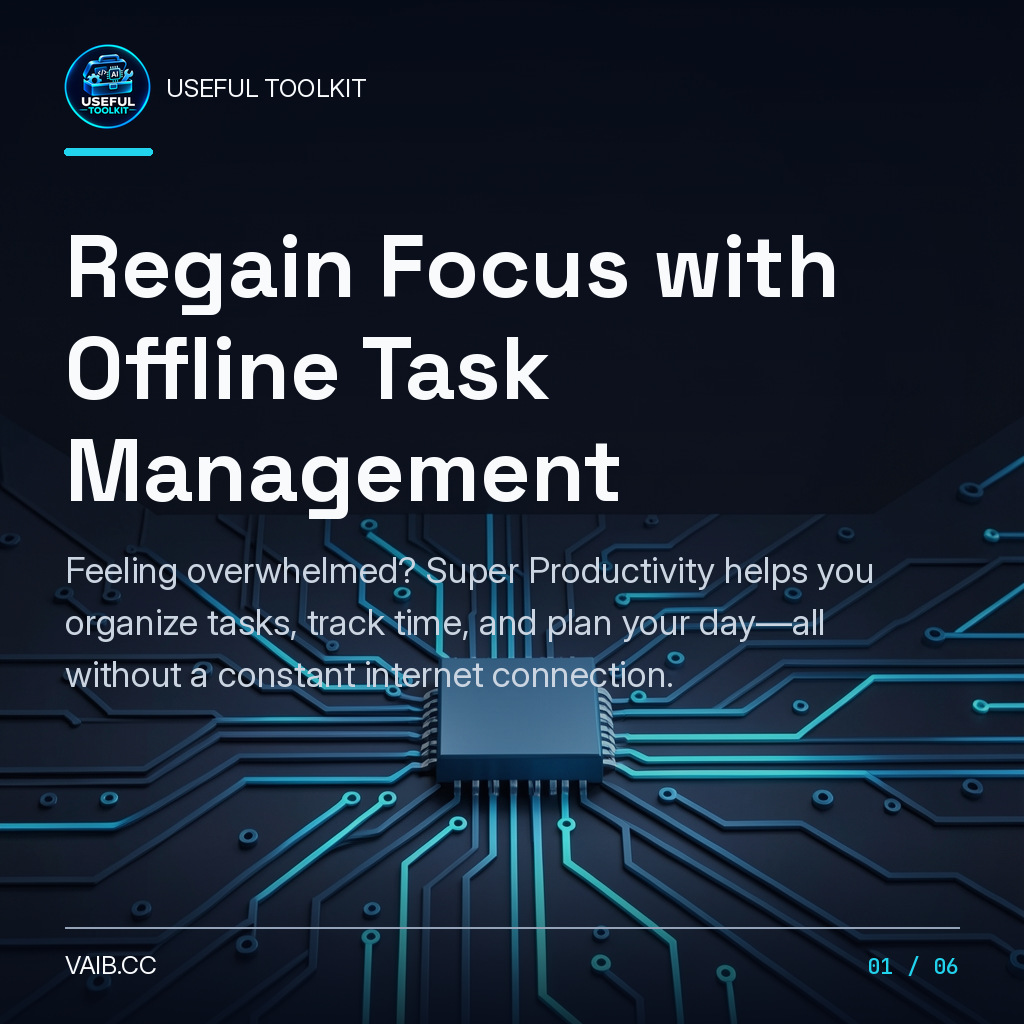 USEFUL
TOOLKIT
AI
USEFUL TOOLKIT
Regain Focus with
Offline Task
Management
Feeling overwhelmed? Super Productivity helps you
organize tasks, track time, and plan your day—all
without a constant internet connection.
VAIB.CC
01 / 06